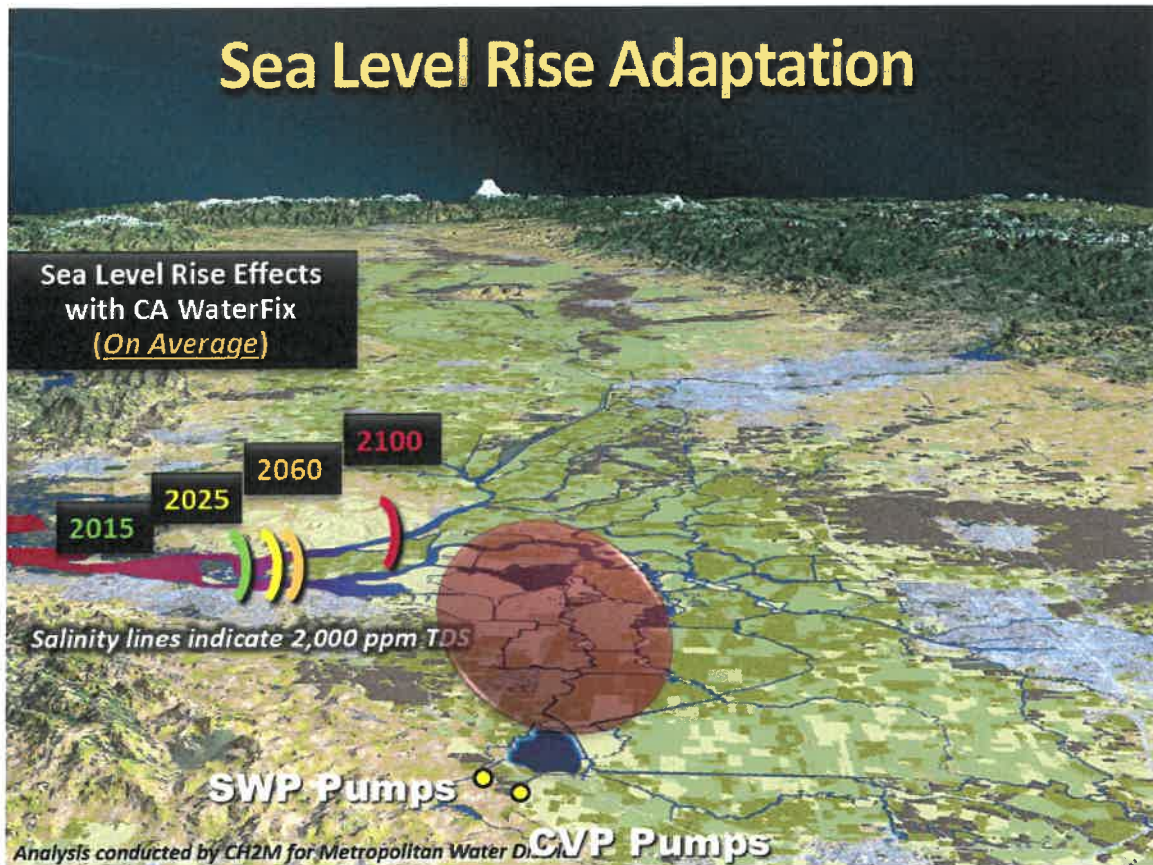 Sea Level Rise Adaptation
Sea Level Rise Effects
with CA WaterFix
(On Average)
2100
2060
2025
2015
Salinity lines indicate 2,000 ppm TDS
SWP Pumps
CVP Pumps
Analysis conducted by CH2M for Metropolitan Water